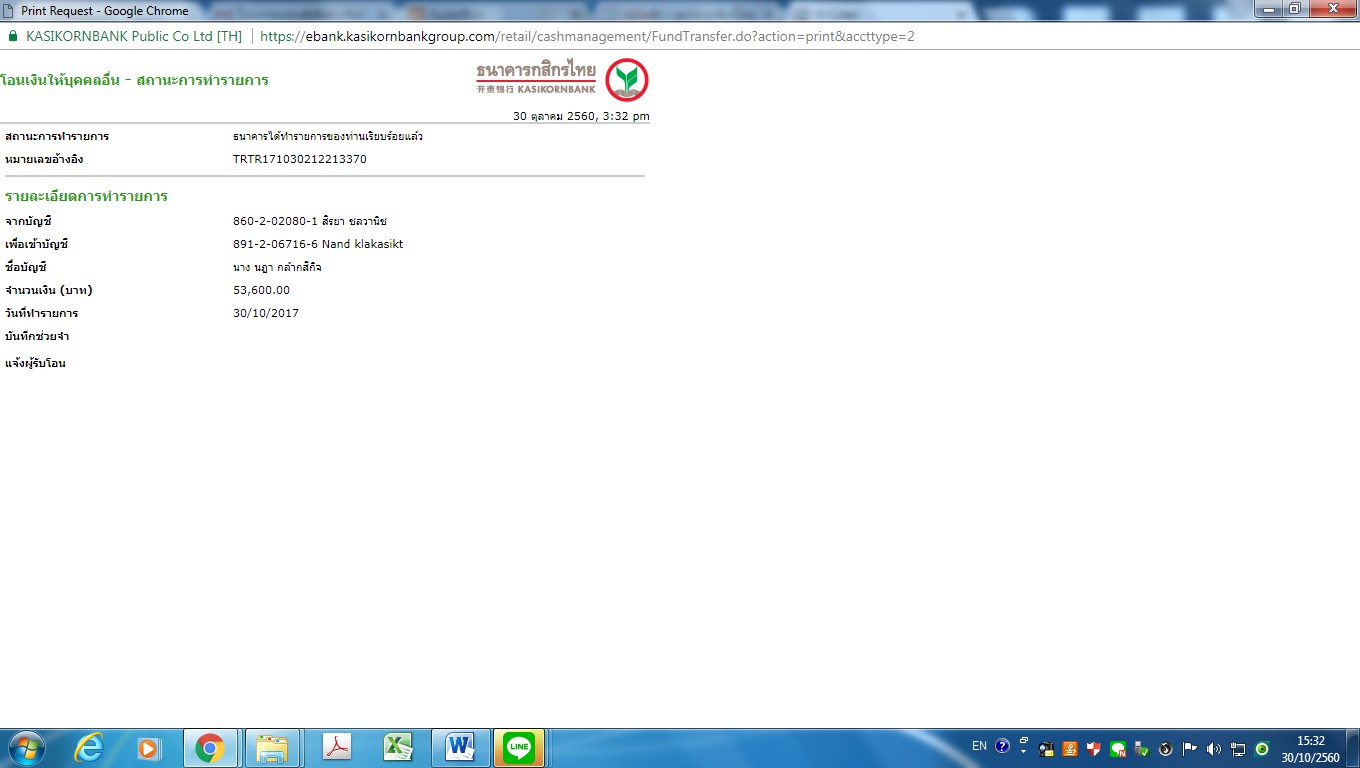 Print Request - Google Chrome
KASIKORNBANK Public Co Ltd [TH] https://ebank.kasikornbankgroup.com/retail/cashmanagement/FundTransfer.do?action=print&accttype=2
โอนเงินให้บุคคลอื่น - สถานะการทำรายการ
ธนาคารกสิกรไทย
开泰银行 KASIKORNBANK
30 ตุลาคม 2560, 3:32 pm
สถานะการทำรายการ ธนาคารได้ทำรายการของท่านเรียบร้อยแล้ว
หมายเลขอ้างอิง TRTR171030212213370
รายละเอียดการทำรายการ
จากบัญชี 860-2-02080-1 สิรยา ชลวานิช
เพื่อเข้าบัญชี 891-2-06716-6 Nand klakasikt
ชื่อบัญชี นาง นฎา กล้ากสิกิจ
จำนวนเงิน (บาท) 53,600.00
วันที่ทำรายการ 30/10/2017
บันทึกช่วยจำ
แจ้งผู้รับโอน
LINE
EN
15:32
30/10/2560